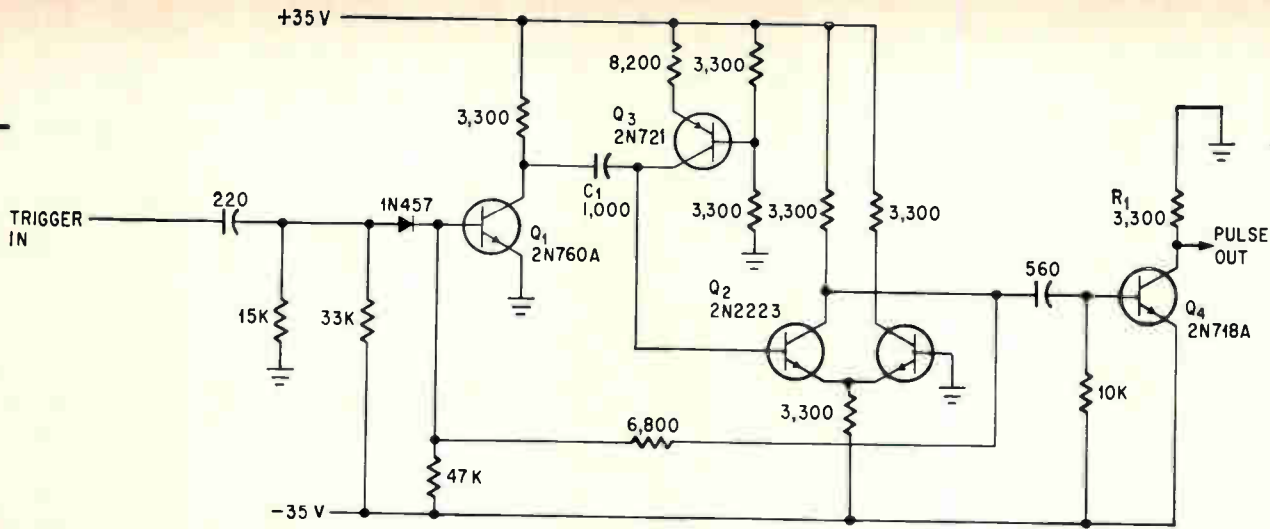 +35 V
8,200
3,300
3,300
Q3
2N721
220
1N457
C1
1,000
3,300
3,300
3,300
R1
3,300
TRIGGER
IN
Q1
2N760A
PULSE
OUT
560
15K
33K
Q2
2N2223
Q4
2N718A
3,300
10K
6,800
47K
-35 V